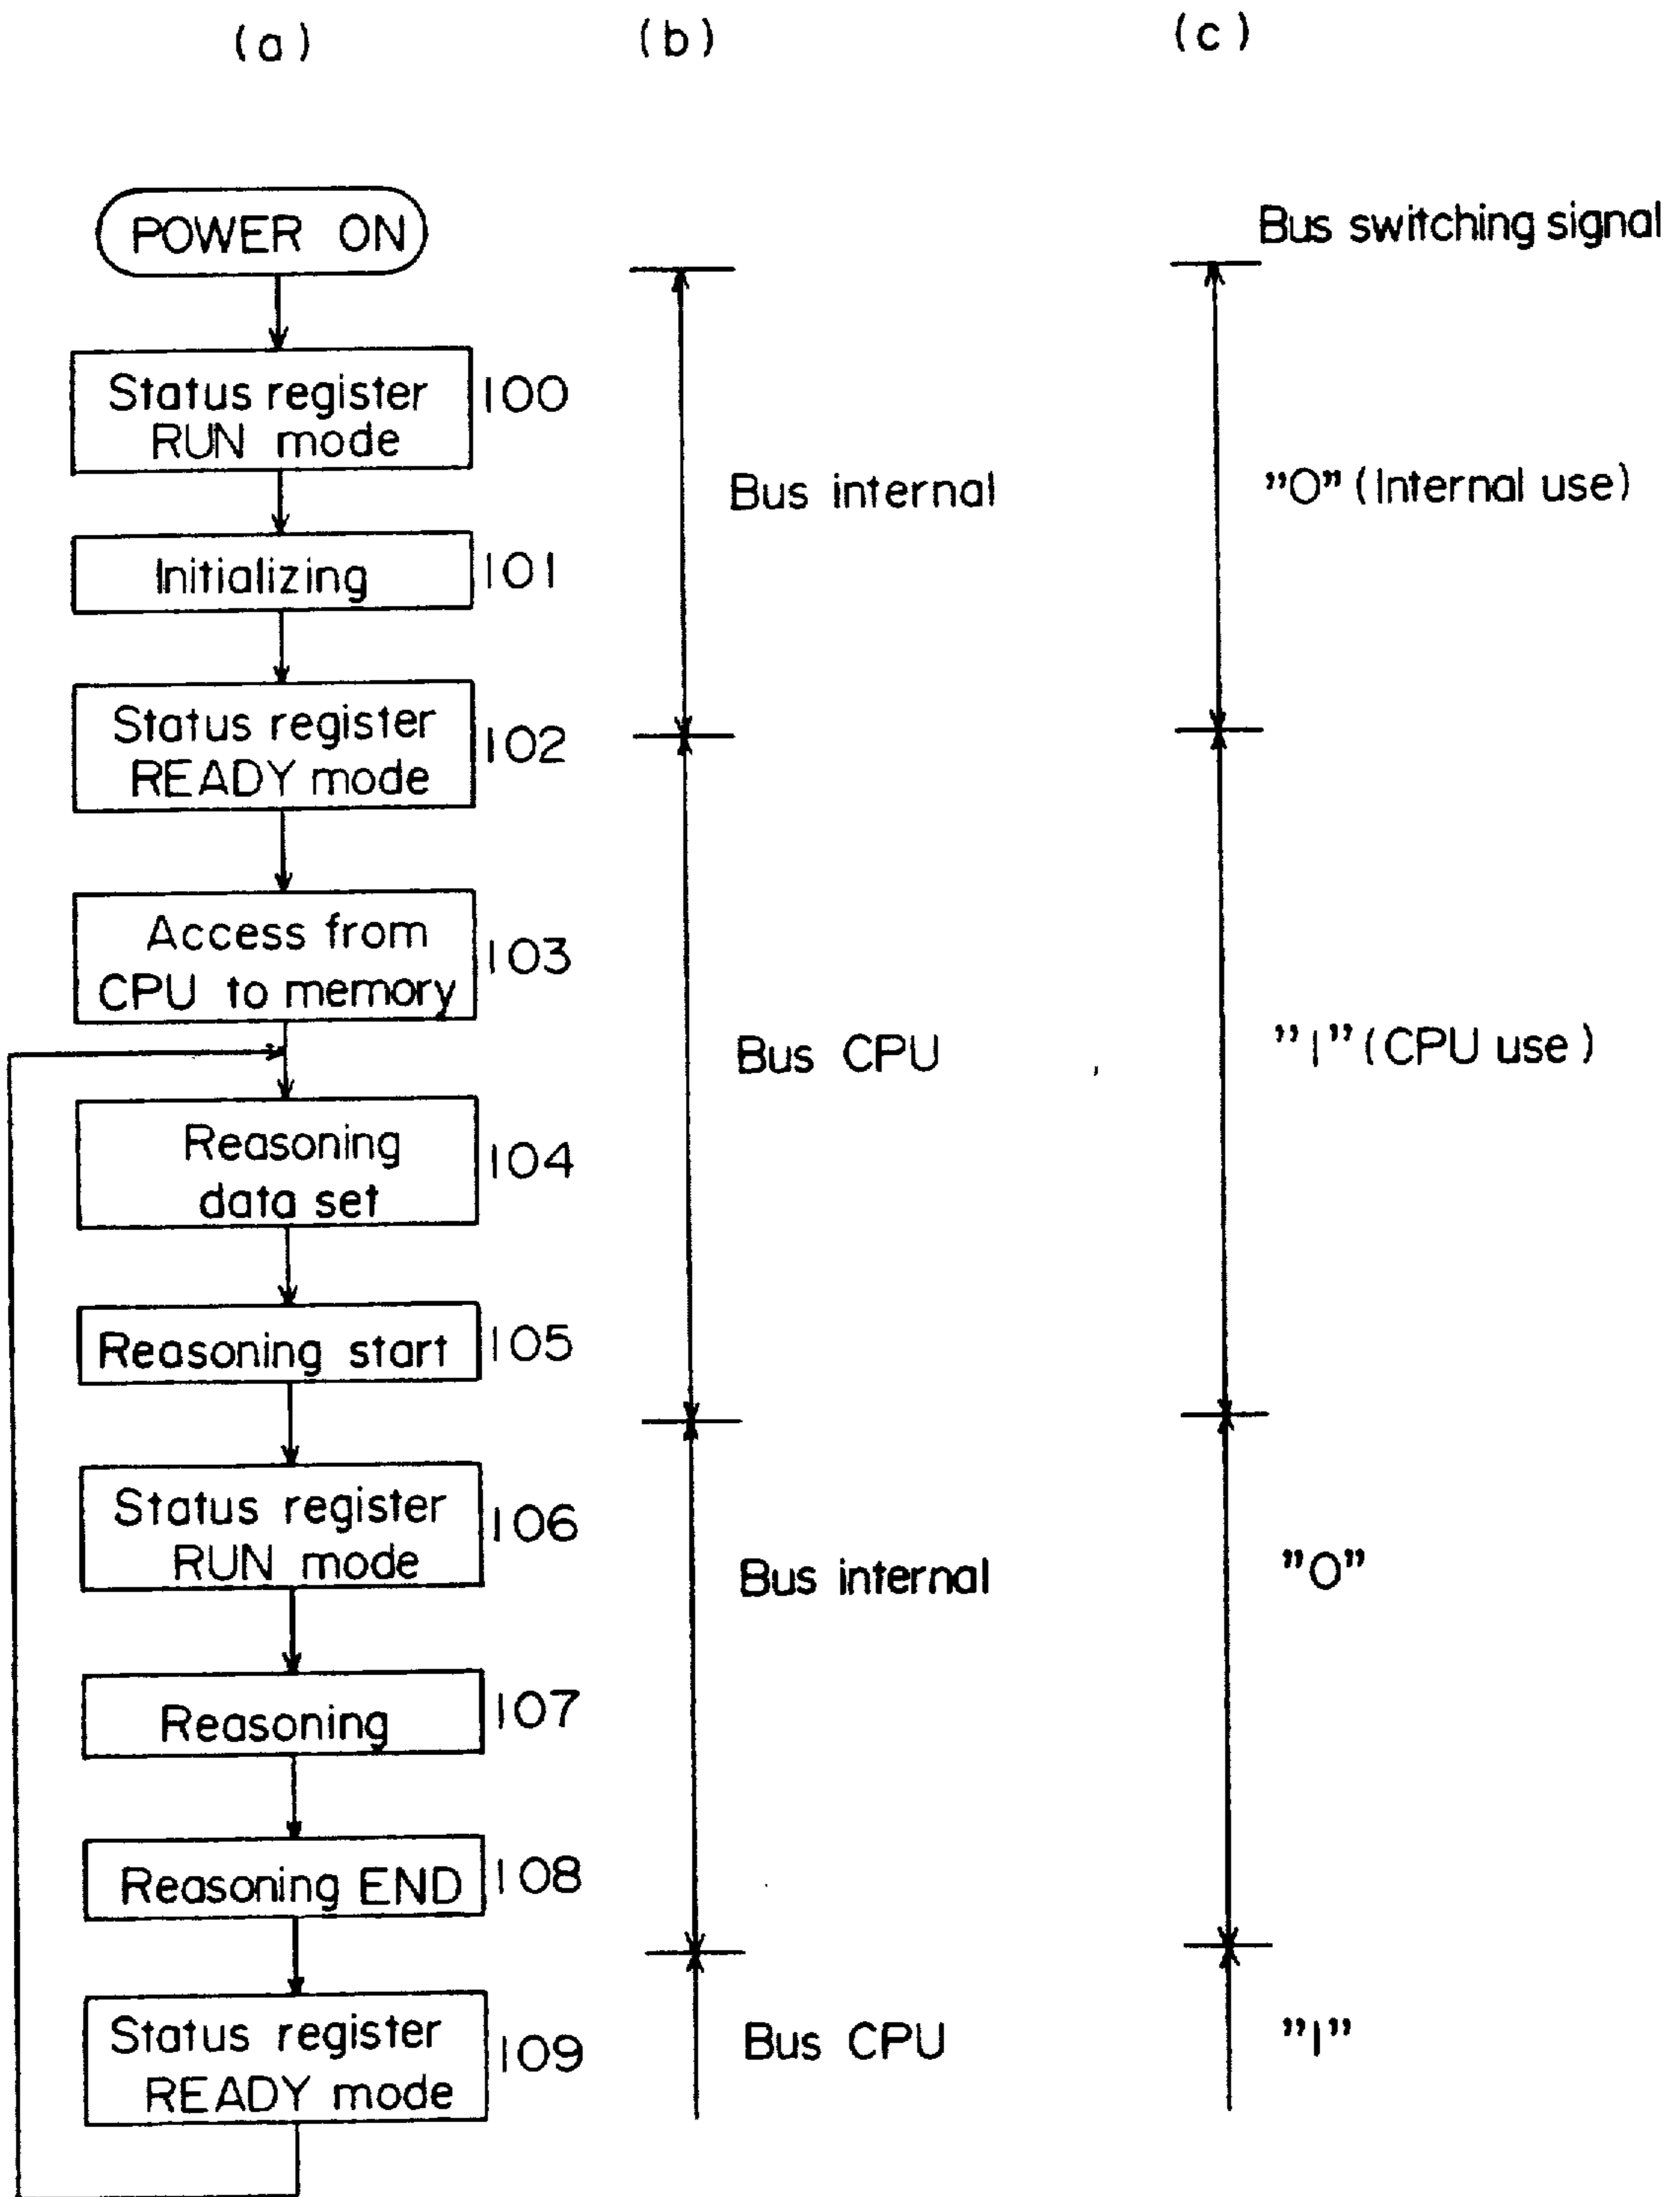 (a) (b) (c)
POWER ON
Bus switching signal
Status register
RUN mode
100
Bus internal
"0" (Internal use)
Initializing
101
Status register
READY mode
102
Access from
CPU to memory
103
Bus CPU
"1" (CPU use)
Reasoning
data set
104
Reasoning start
105
Status register
RUN mode
106
Bus internal
"0"
Reasoning
107
Reasoning END
108
Status register
READY mode
109
Bus CPU
"1"